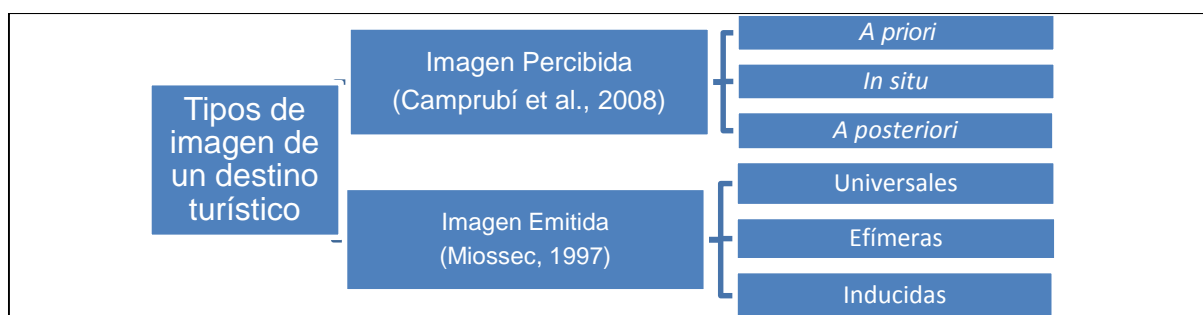 Tipos de
imagen de
un destino
turístico
Imagen Percibida
(Camprubí et al., 2008)
A priori
In situ
A posteriori
Imagen Emitida
(Miossec, 1997)
Universales
Efímeras
Inducidas